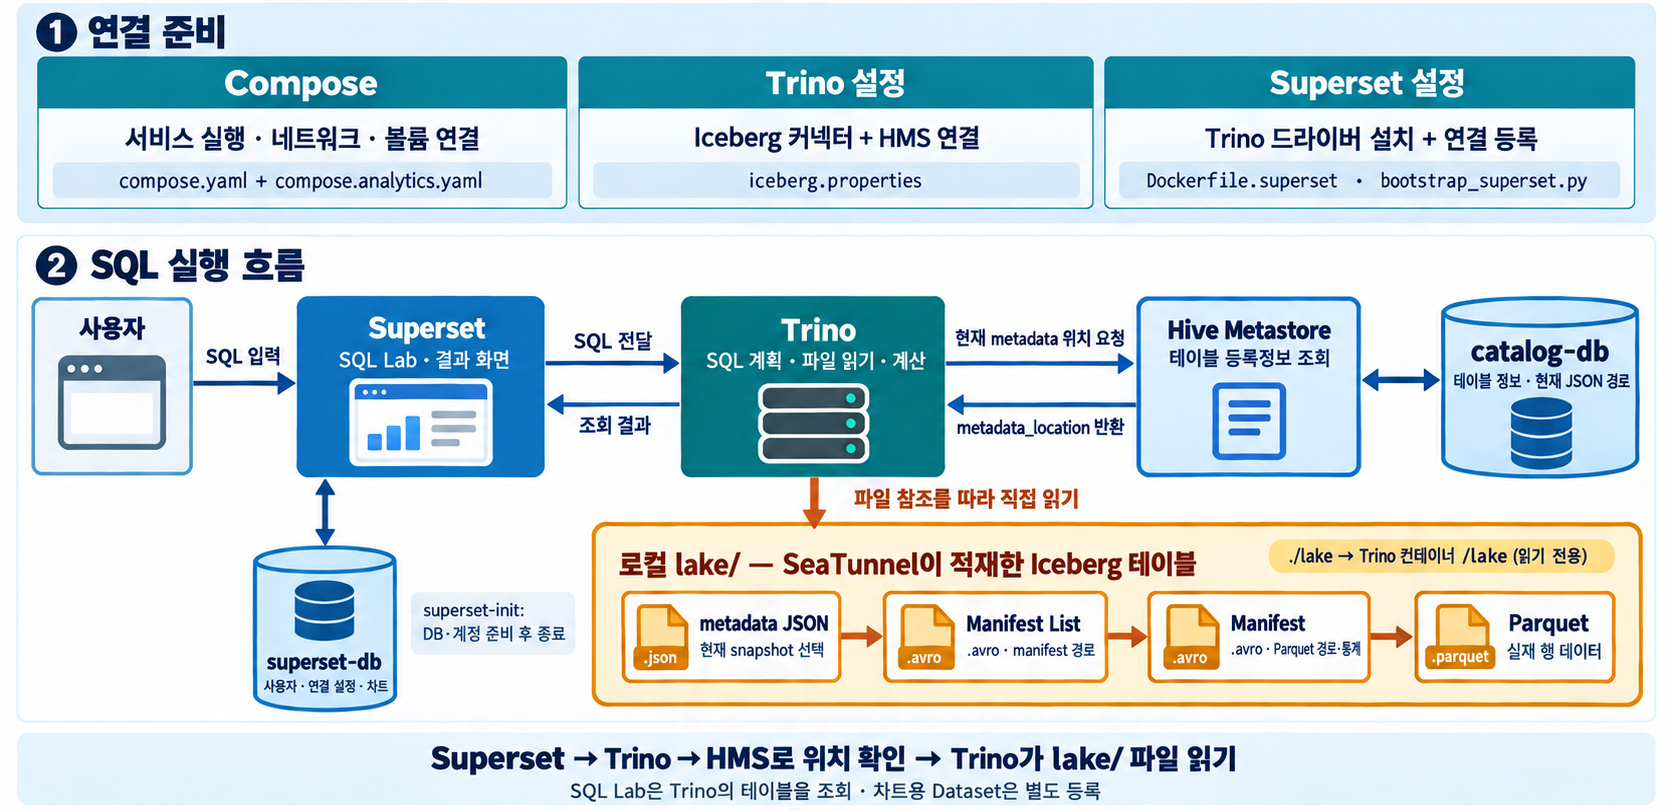 1 연결 준비
Compose
서비스 실행 · 네트워크 · 볼륨 연결
compose.yaml + compose.analytics.yaml
Trino 설정
Iceberg 커넥터 + HMS 연결
iceberg.properties
Superset 설정
Trino 드라이버 설치 + 연결 등록
Dockerfile.superset · bootstrap_superset.py
2 SQL 실행 흐름
사용자
SQL 입력
Superset
SQL Lab · 결과 화면
SQL 전달
조회 결과
Trino
SQL 계획 · 파일 읽기 · 계산
현재 metadata 위치 요청
metadata_location 반환
Hive Metastore
테이블 등록정보 조회
catalog-db
테이블 정보 · 현재 JSON 경로
파일 참조를 따라 직접 읽기
superset-db
사용자 · 연결 설정 · 차트
superset-init:
DB·계정 준비 후 종료
로컬 lake/ — SeaTunnel이 적재한 Iceberg 테이블
./lake → Trino 컨테이너 /lake (읽기 전용)
.json
metadata JSON
현재 snapshot 선택
.avro
Manifest List
.avro · manifest 경로
.avro
Manifest
.avro · Parquet 경로·통계
.parquet
Parquet
실재 행 데이터
Superset → Trino → HMS로 위치 확인 → Trino가 lake/ 파일 읽기
SQL Lab은 Trino의 테이블을 조회 · 차트용 Dataset은 별도 등록